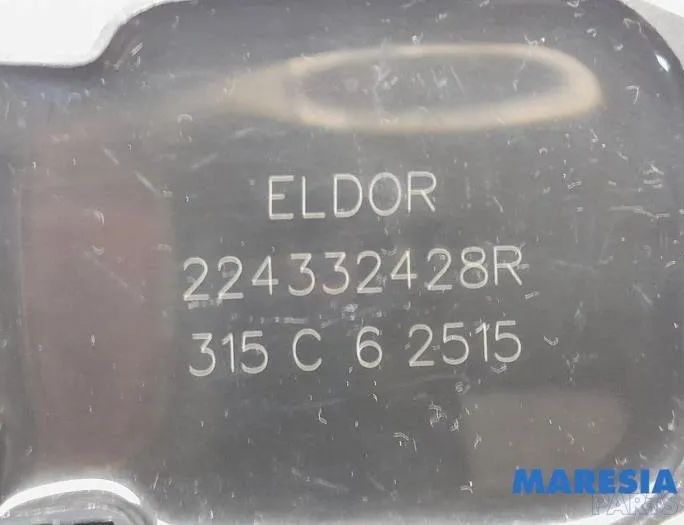 ELDOR
224332428R
315 C 6 2515
MARESIA
PARTS